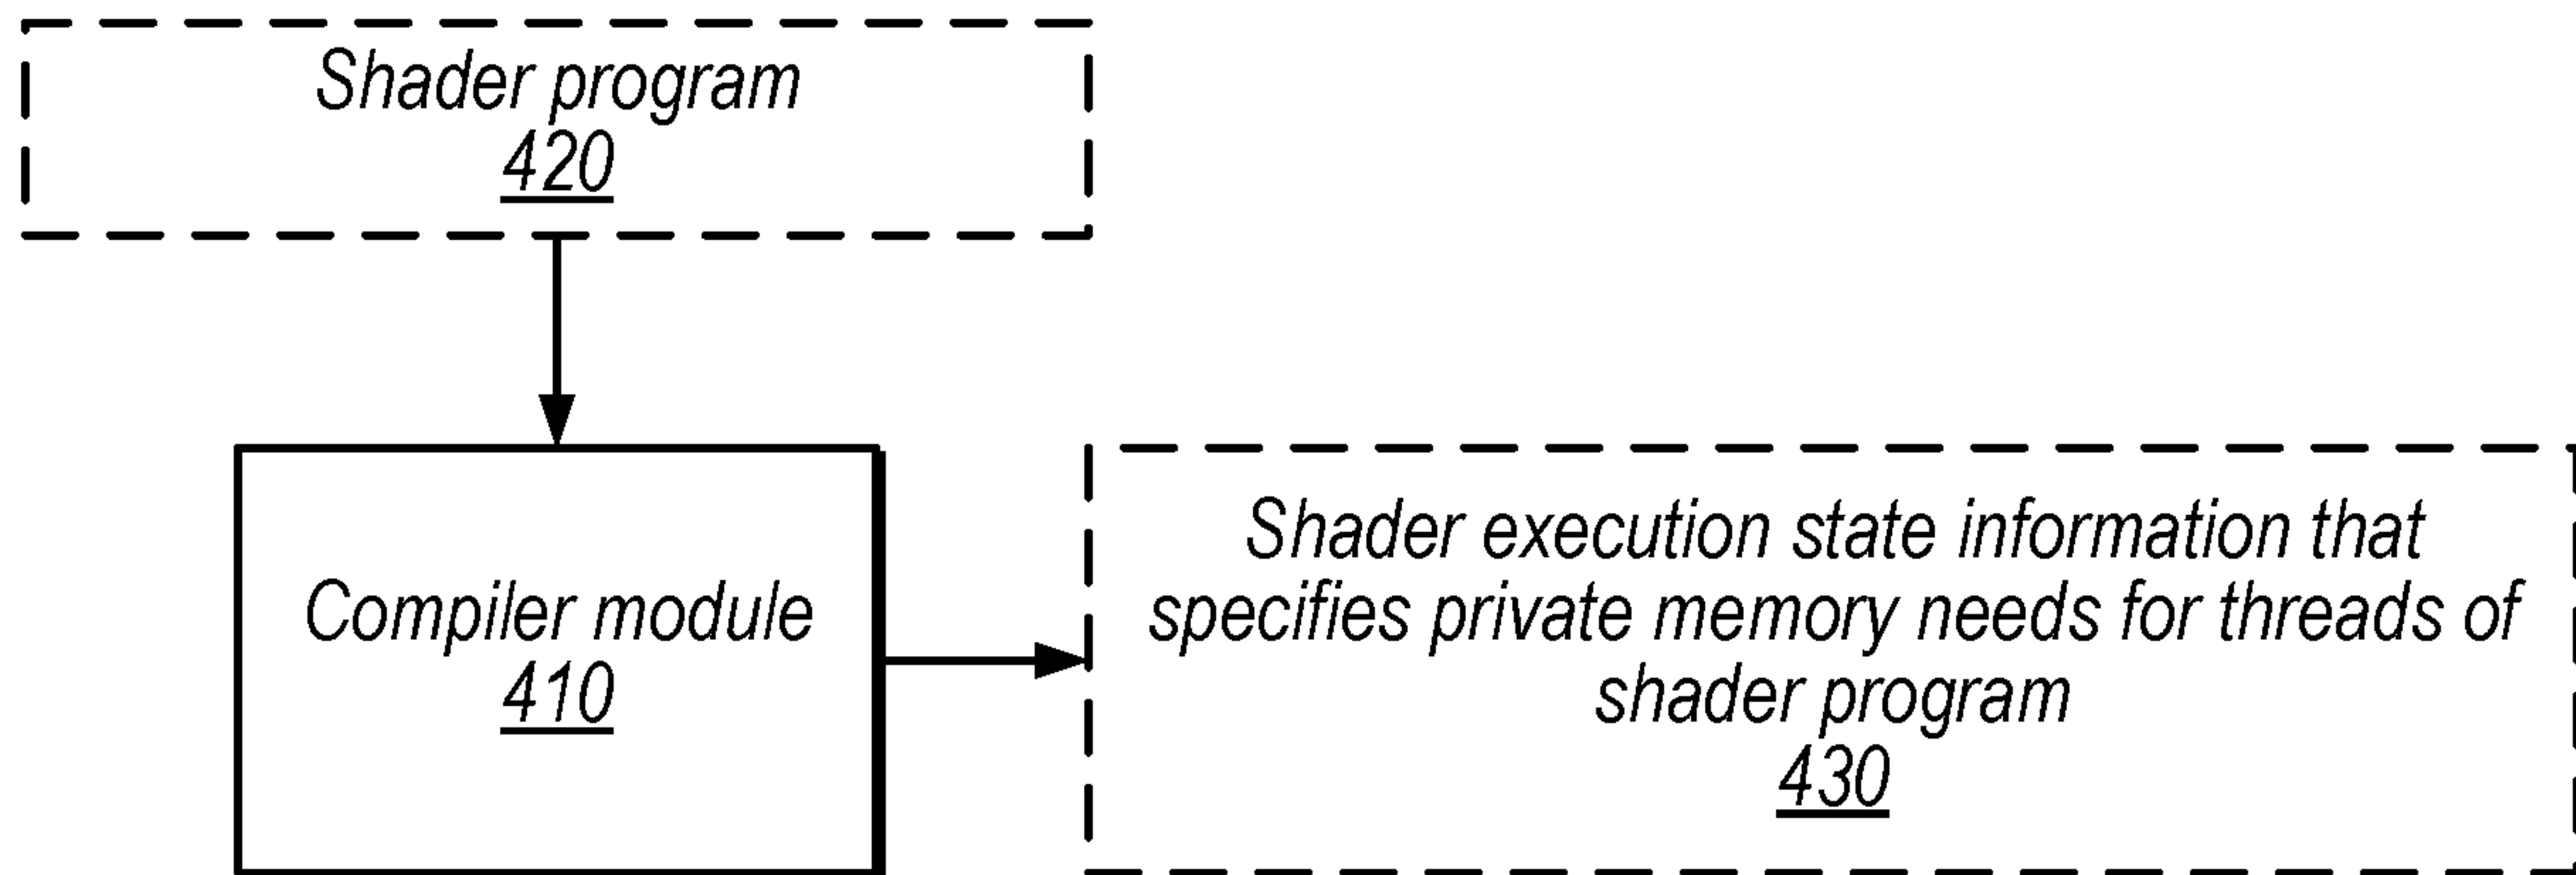 Shader program
420
Compiler module
410
Shader execution state information that
specifies private memory needs for threads of
shader program
430